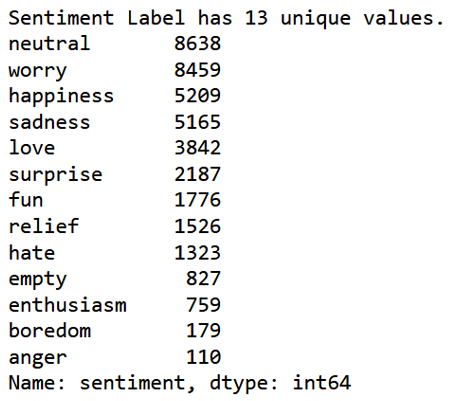 Sentiment Label has 13 unique values.
neutral 8638
worry 8459
happiness 5209
sadness 5165
love 3842
surprise 2187
fun 1776
relief 1526
hate 1323
empty 827
enthusiasm 759
boredom 179
anger 110
Name: sentiment, dtype: int64